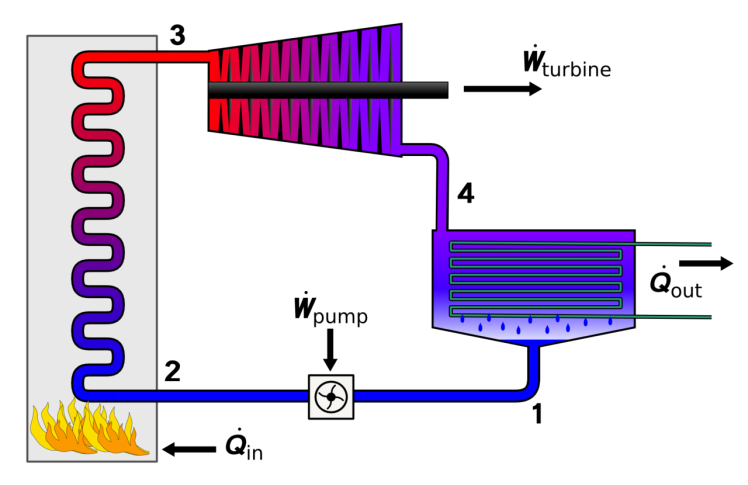 3
Ẇturbine
4
Q̇out
Ẇpump
2
1
Q̇in